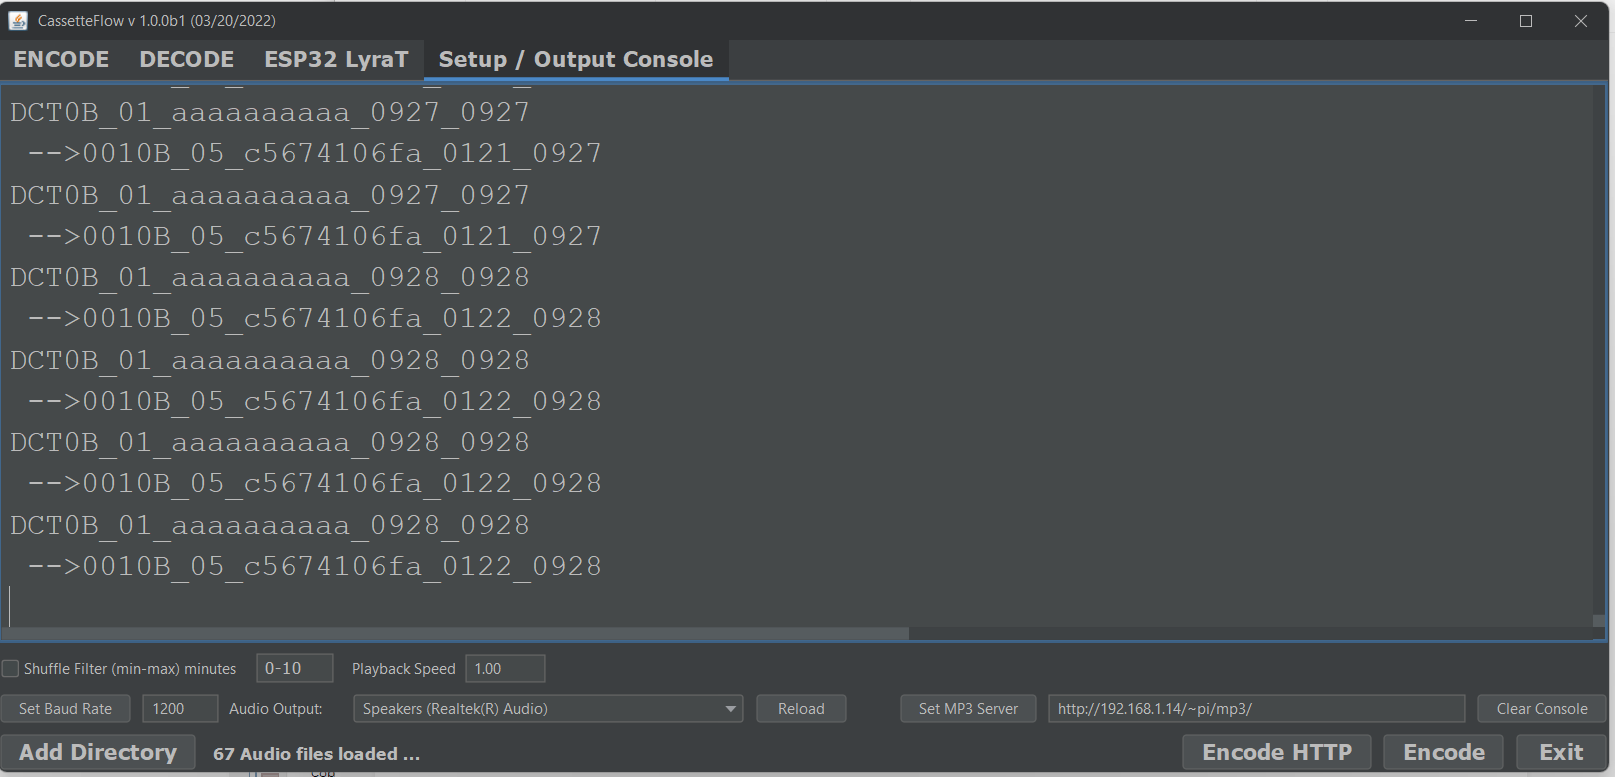 CassetteFlow v 1.0.0b1 (03/20/2022)
ENCODE DECODE ESP32 LyraT Setup / Output Console
DCT0B_01_aaaaaaaaaa_0927_0927
-->0010B_05_c5674106fa_0121_0927
DCT0B_01_aaaaaaaaaa_0927_0927
-->0010B_05_c5674106fa_0121_0927
DCT0B_01_aaaaaaaaaa_0928_0928
-->0010B_05_c5674106fa_0122_0928
DCT0B_01_aaaaaaaaaa_0928_0928
-->0010B_05_c5674106fa_0122_0928
DCT0B_01_aaaaaaaaaa_0928_0928
-->0010B_05_c5674106fa_0122_0928
DCT0B_01_aaaaaaaaaa_0928_0928
-->0010B_05_c5674106fa_0122_0928
Shuffle Filter (min-max) minutes 0-10 Playback Speed 1.00
Set Baud Rate 1200 Audio Output: Speakers (Realtek(R) Audio) Reload Set MP3 Server http://192.168.1.14/~pi/mp3/ Clear Console
Add Directory 67 Audio files loaded ... Encode HTTP Encode Exit